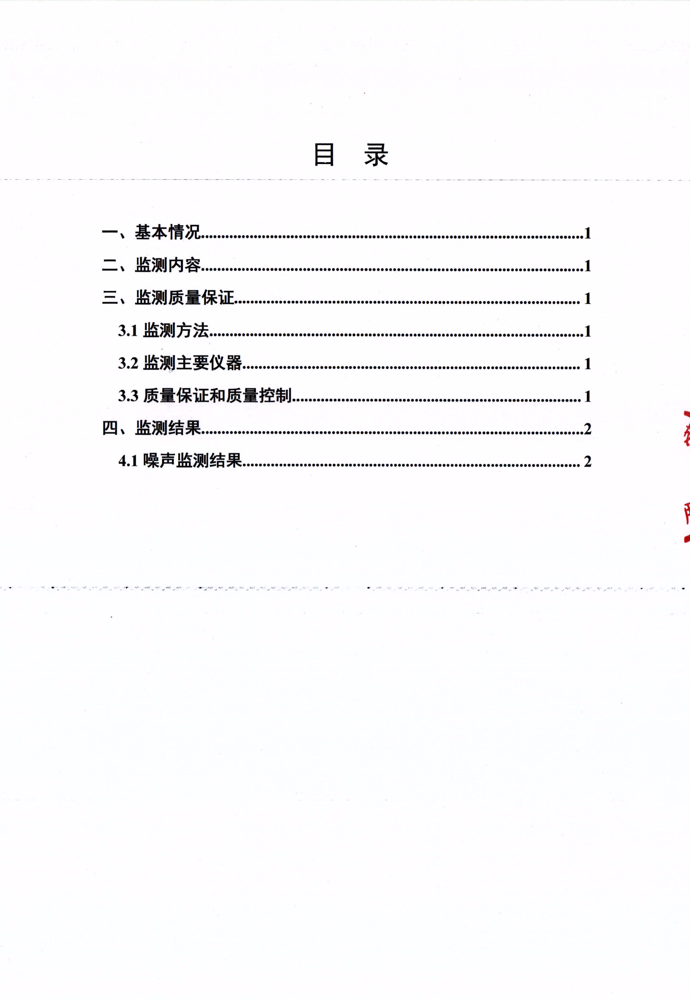 目 录
一、基本情况........................................1
二、监测内容........................................1
三、监测质量保证........................................ 1
3.1 监测方法........................................1
3.2 监测主要仪器........................................ 1
3.3 质量保证和质量控制........................................ 1
四、监测结果........................................2
4.1 噪声监测结果........................................ 2